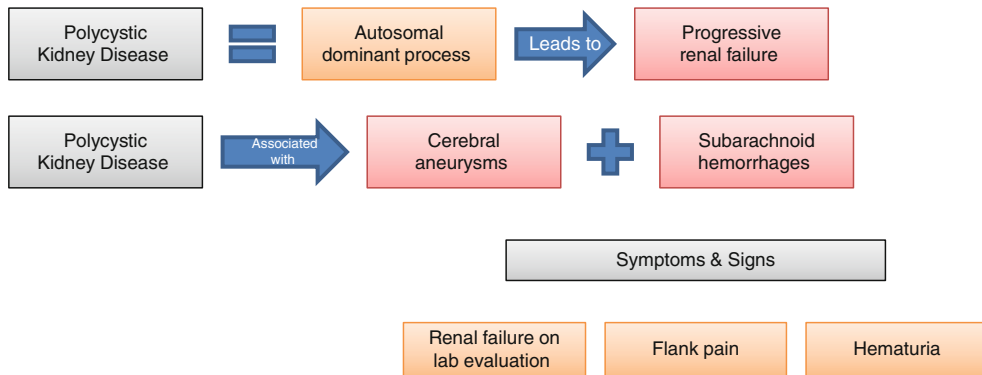 Polycystic
Kidney Disease
Autosomal
dominant process
Leads to
Progressive
renal failure
Polycystic
Kidney Disease
Associated
with
Cerebral
aneurysms
Subarachnoid
hemorrhages
Symptoms & Signs
Renal failure on
lab evaluation
Flank pain
Hematuria